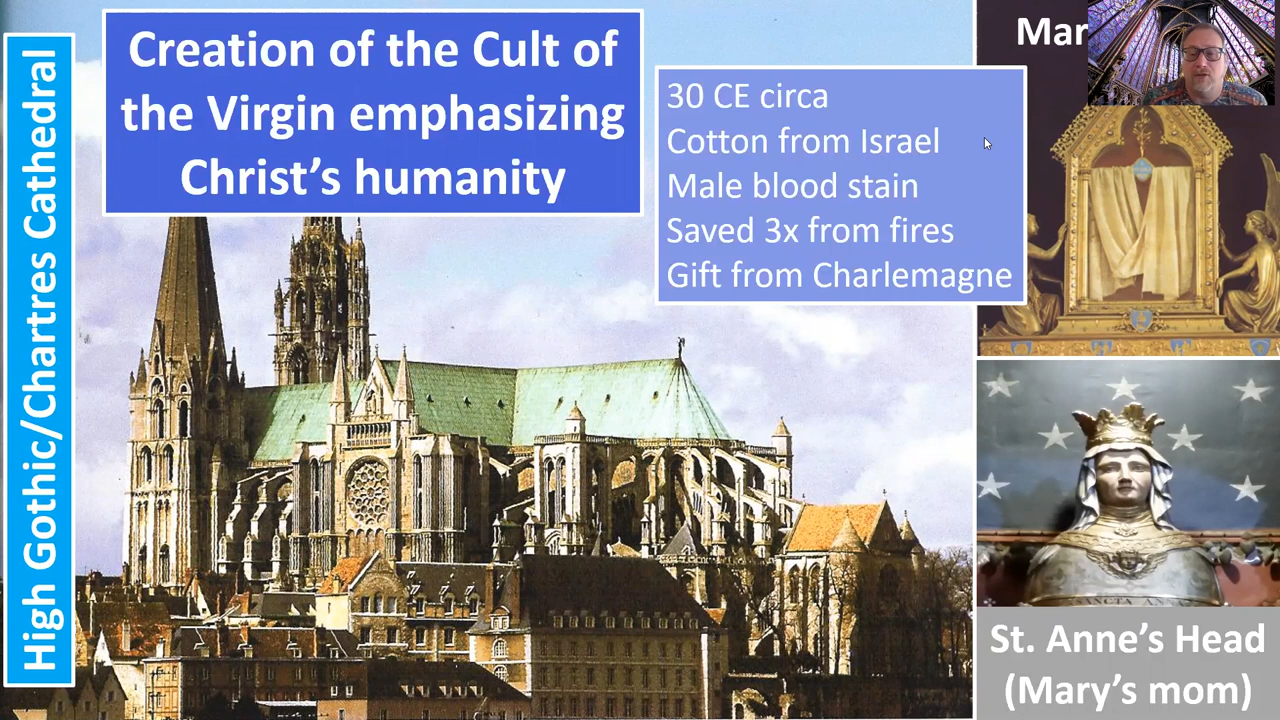 High Gothic/Chartres Cathedral
Creation of the Cult of
the Virgin emphasizing
Christ's humanity
30 CE circa
Cotton from Israel
Male blood stain
Saved 3x from fires
Gift from Charlemagne
Mar
St. Anne's Head
(Mary's mom)